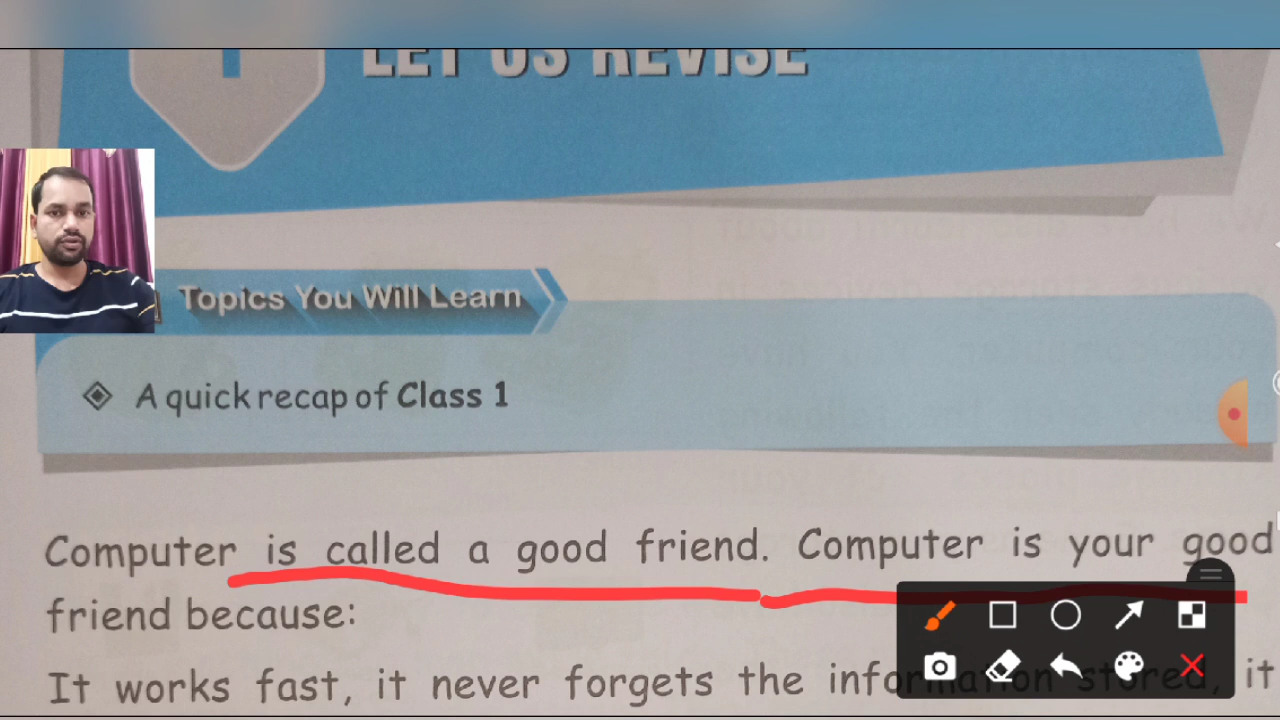 LET US REVISE
Topics You Will Learn
A quick recap of Class 1
Computer is called a good friend. Computer is your good
friend because:
It works fast, it never forgets the information stored, it